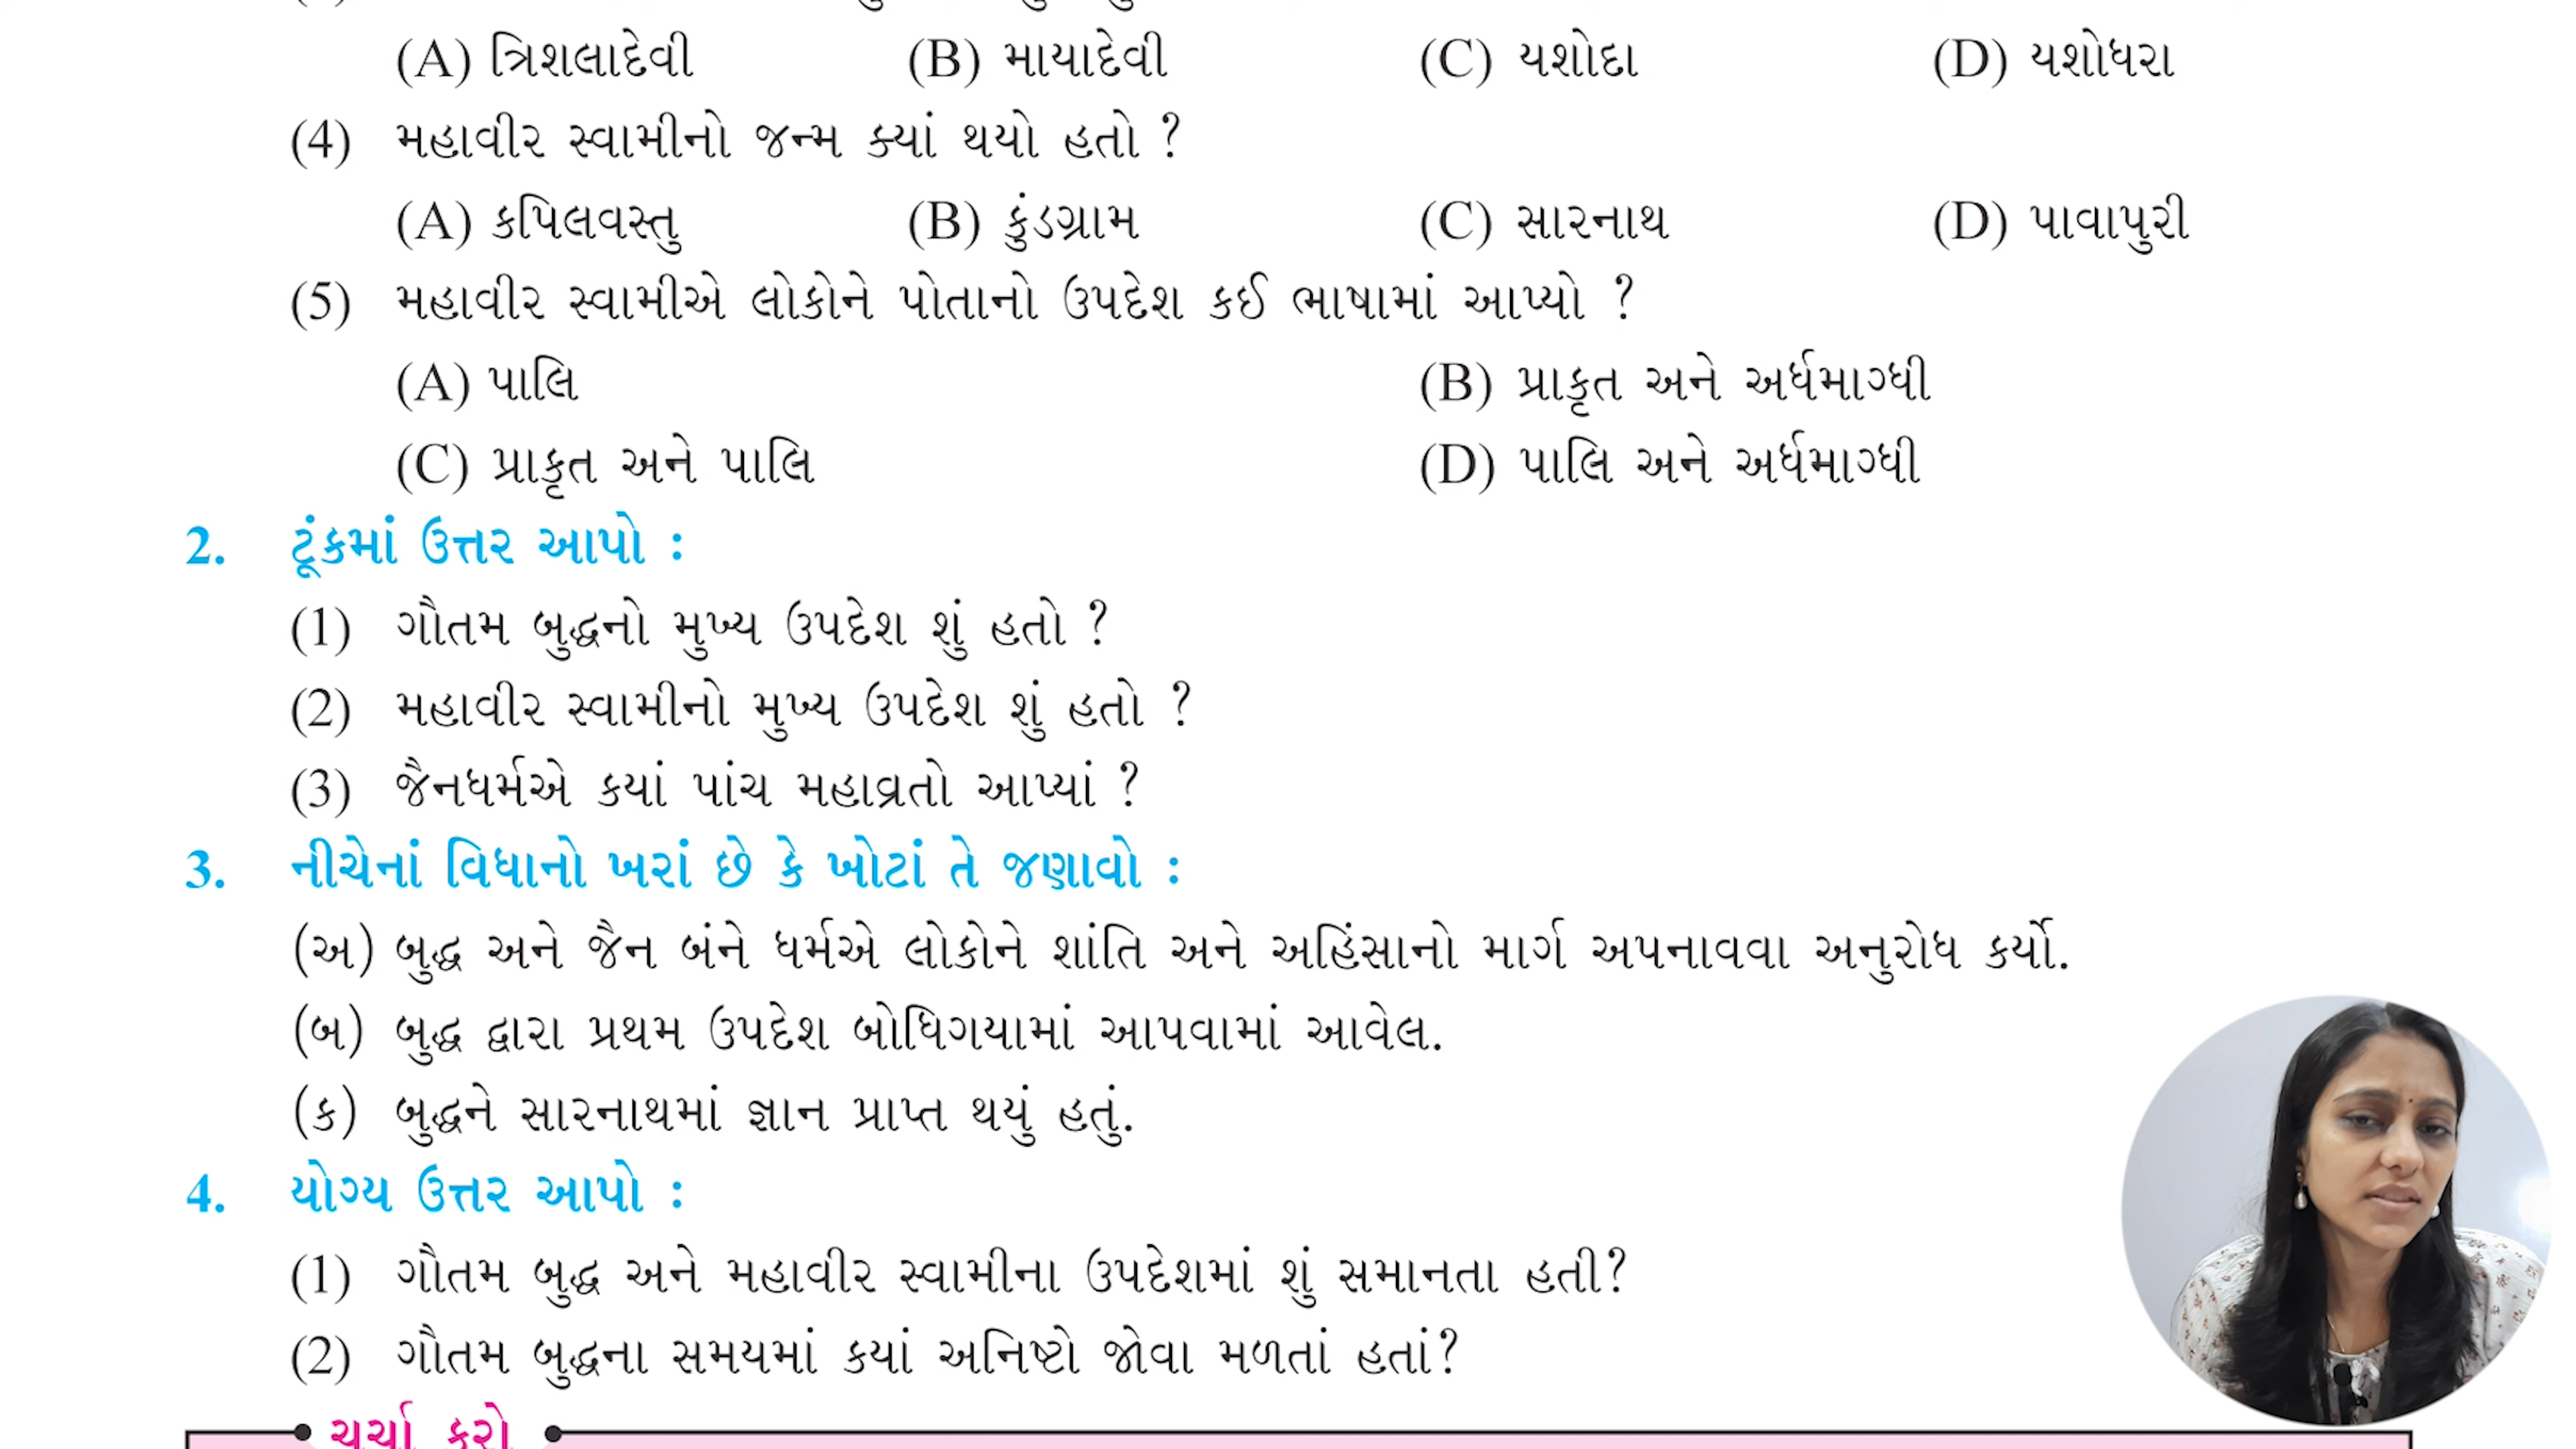 (A) ત્રિશલાદેવી (B) માયાદેવી (C) યશોદા (D) યશોધરા
(4) મહાવીર સ્વામીનો જન્મ ક્યાં થયો હતો ?
(A) કપિલવસ્તુ (B) કુંડગ્રામ (C) સારનાથ (D) પાવાપુરી
(5) મહાવીર સ્વામીએ લોકોને પોતાનો ઉપદેશ કઈ ભાષામાં આપ્યો ?
(A) પાલિ (B) પ્રાકૃત અને અર્ધમાગ્ધી
(C) પ્રાકૃત અને પાલિ (D) પાલિ અને અર્ધમાગ્ધી
2. ટૂંકમાં ઉત્તર આપો :
(1) ગૌતમ બુદ્ધનો મુખ્ય ઉપદેશ શું હતો ?
(2) મહાવીર સ્વામીનો મુખ્ય ઉપદેશ શું હતો ?
(3) જૈનધર્મએ કયાં પાંચ મહાવ્રતો આપ્યાં ?
3. નીચેનાં વિધાનો ખરાં છે કે ખોટાં તે જણાવો :
(અ) બુદ્ધ અને જૈન બંને ધર્મએ લોકોને શાંતિ અને અહિંસાનો માર્ગ અપનાવવા અનુરોધ કર્યો.
(બ) બુદ્ધ દ્વારા પ્રથમ ઉપદેશ બોધિગયામાં આપવામાં આવેલ.
(ક) બુદ્ધને સારનાથમાં જ્ઞાન પ્રાપ્ત થયું હતું.
4. યોગ્ય ઉત્તર આપો :
(1) ગૌતમ બુદ્ધ અને મહાવીર સ્વામીના ઉપદેશમાં શું સમાનતા હતી?
(2) ગૌતમ બુદ્ધના સમયમાં કયાં અનિષ્ટો જોવા મળતાં હતાં?
ચર્ચા કરો